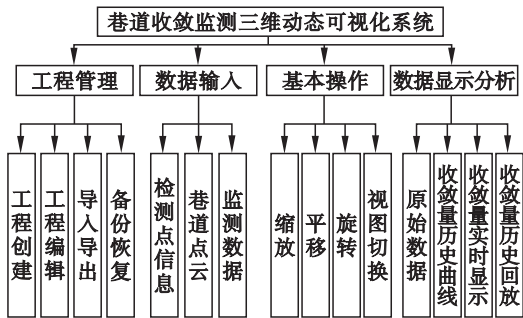 巷道收敛监测三维动态可视化系统
工程管理
数据输入
基本操作
数据显示分析
工程创建
工程编辑
导入导出
备份恢复
检测点信息
巷道点云
监测数据
缩放
平移
旋转
视图切换
原始数据
收敛量历史曲线
收敛量实时显示
收敛量历史回放